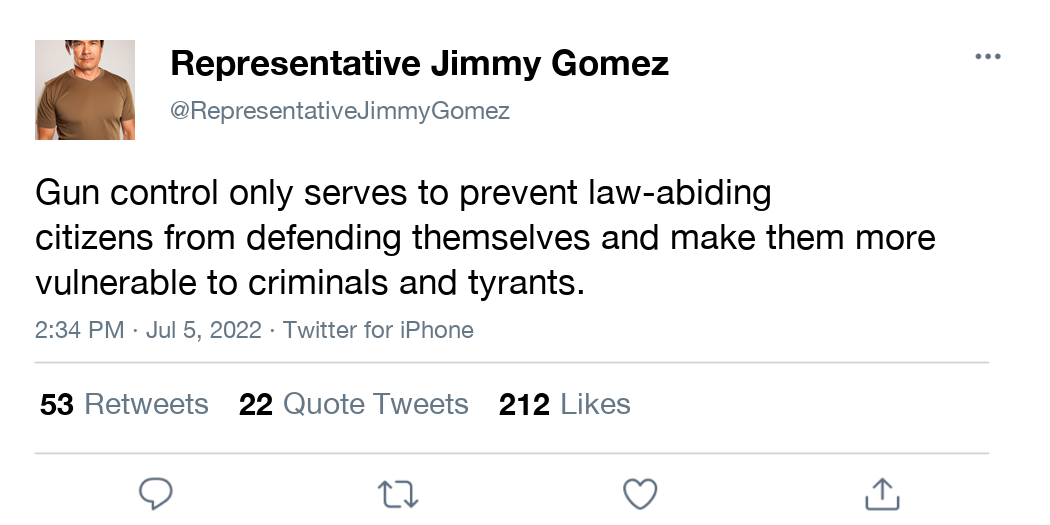 Representative Jimmy Gomez
@RepresentativeJimmyGomez
Gun control only serves to prevent law-abiding
citizens from defending themselves and make them more
vulnerable to criminals and tyrants.
2:34 PM · Jul 5, 2022 · Twitter for iPhone
53 Retweets 22 Quote Tweets 212 Likes